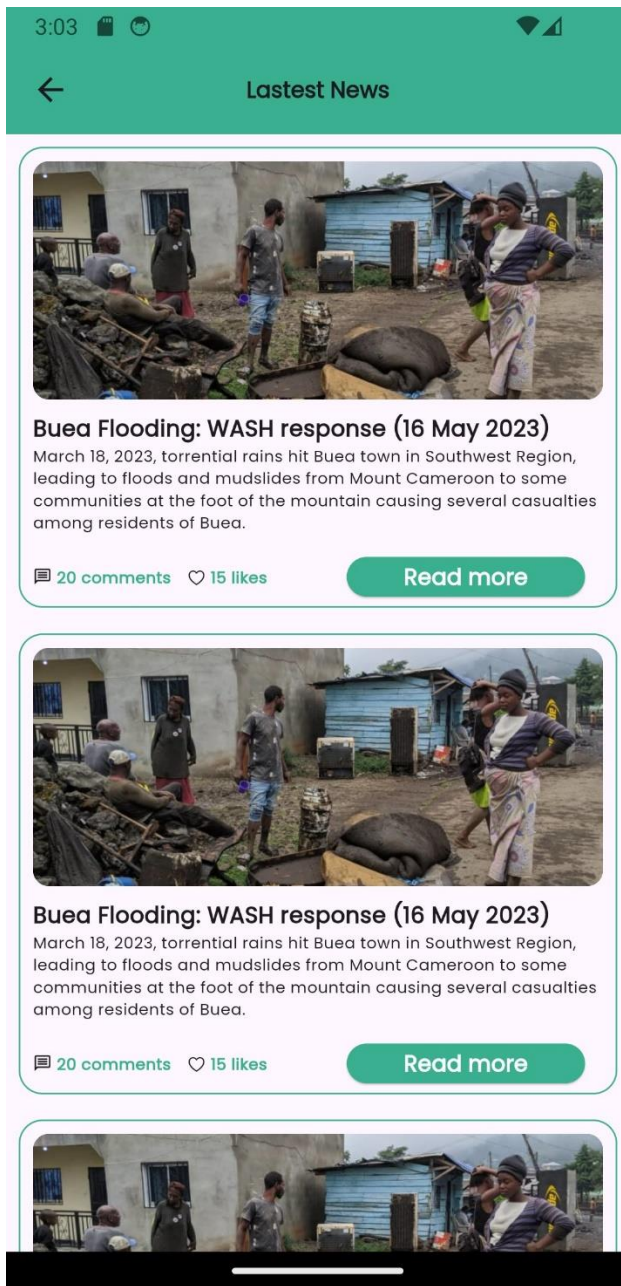 3:03
Lastest News
Buea Flooding: WASH response (16 May 2023)
March 18, 2023, torrential rains hit Buea town in Southwest Region,
leading to floods and mudslides from Mount Cameroon to some
communities at the foot of the mountain causing several casualties
among residents of Buea.
20 comments 15 likes Read more
Buea Flooding: WASH response (16 May 2023)
March 18, 2023, torrential rains hit Buea town in Southwest Region,
leading to floods and mudslides from Mount Cameroon to some
communities at the foot of the mountain causing several casualties
among residents of Buea.
20 comments 15 likes Read more